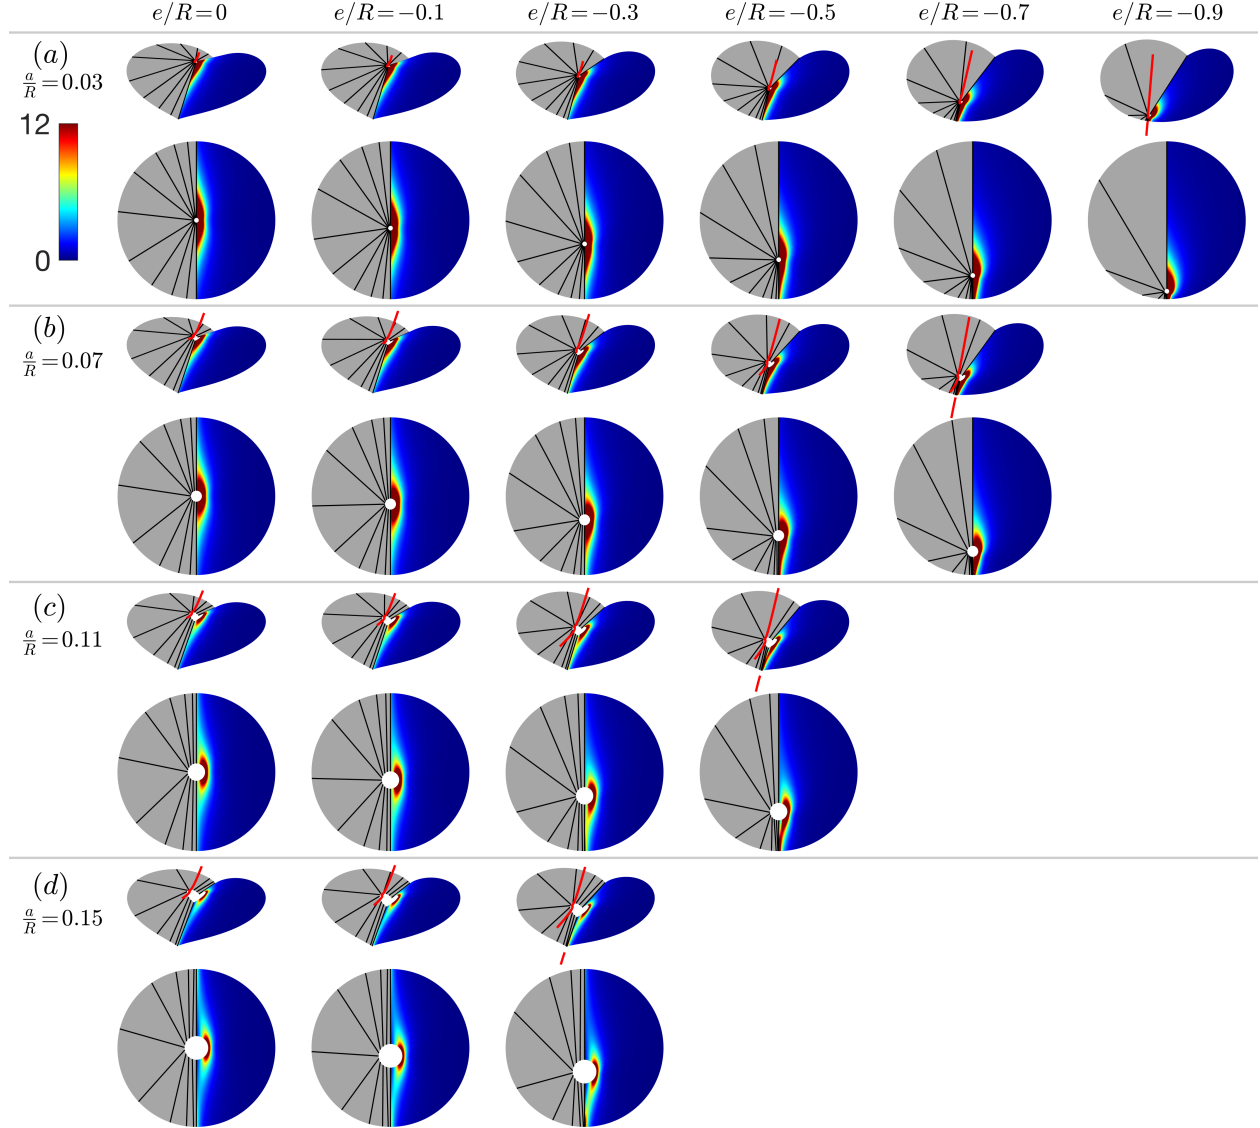 e/R=0 e/R=−0.1 e/R=−0.3 e/R=−0.5 e/R=−0.7 e/R=−0.9
(a)
a/R=0.03
12
0
(b)
a/R=0.07
(c)
a/R=0.11
(d)
a/R=0.15